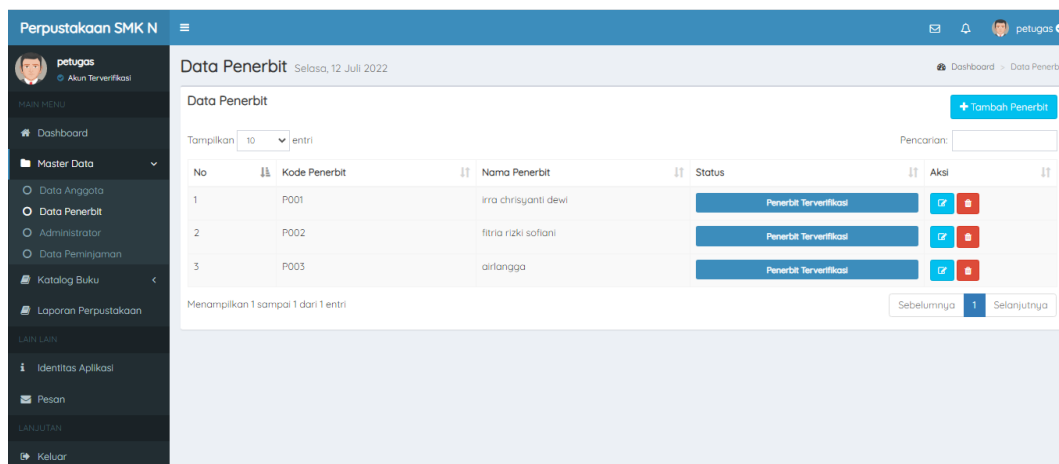 Perpustakaan SMK N
petugas
petugas
Akun Terverifikasi
MAIN MENU
Dashboard
Master Data
Data Anggota
Data Penerbit
Administrator
Data Peminjaman
Katalog Buku
Laporan Perpustakaan
LAIN LAIN
Identitas Aplikasi
Pesan
LANJUTAN
Keluar
Data Penerbit Selasa, 12 Juli 2022
Dashboard > Data Penerb
Data Penerbit
+ Tambah Penerbit
Tampilkan 10 entri
Pencarian:
No Kode Penerbit Nama Penerbit Status Aksi
1 P001 irra chrisyanti dewi Penerbit Terverifikasi
2 P002 fitria rizki sofiani Penerbit Terverifikasi
3 P003 airlangga Penerbit Terverifikasi
Menampilkan 1 sampai 1 dari 1 entri
Sebelumnya 1 Selanjutnya